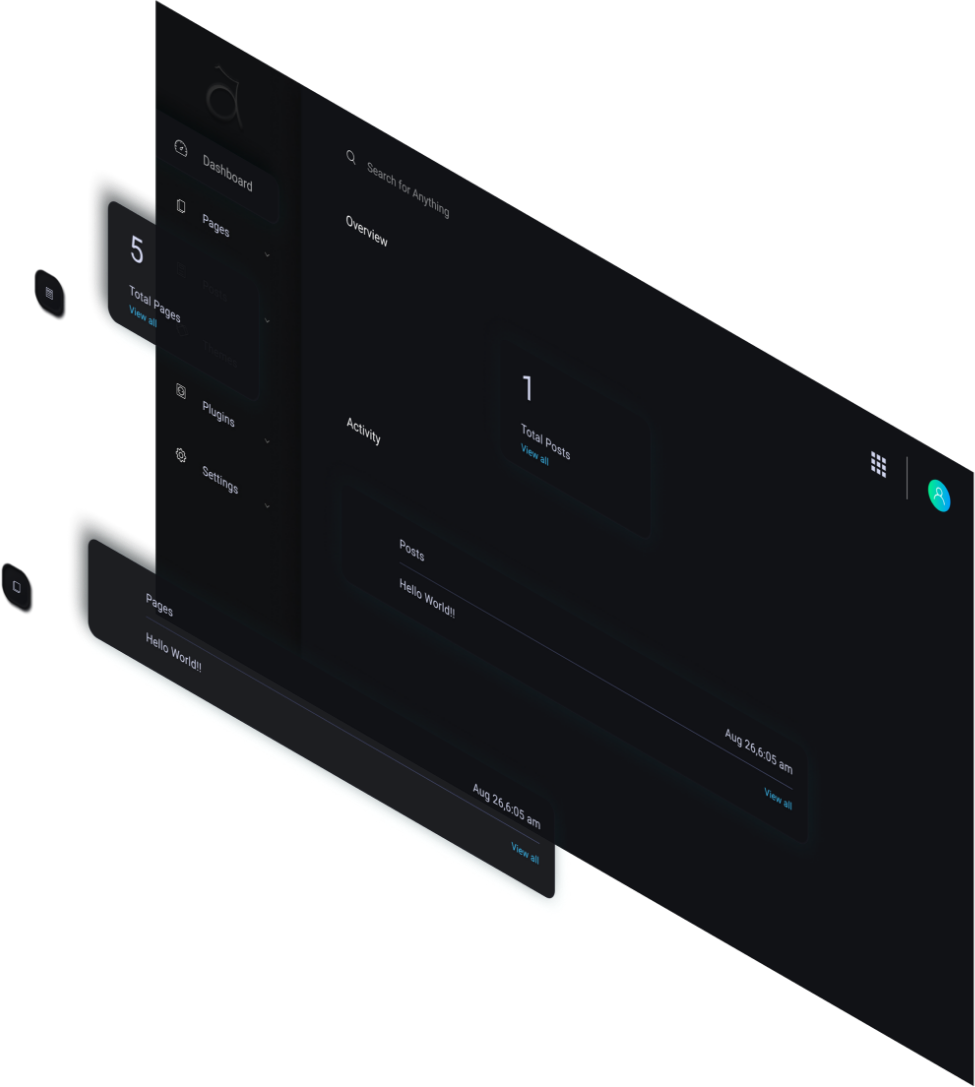 Dashboard
Pages
Plugins
Settings
Search for Anything
Overview
5
Total Pages
View all
1
Total Posts
View all
Activity
Posts
Hello World!!
Aug 26,6:05 am
View all
Pages
Hello World!!
Aug 26,6:05 am
View all